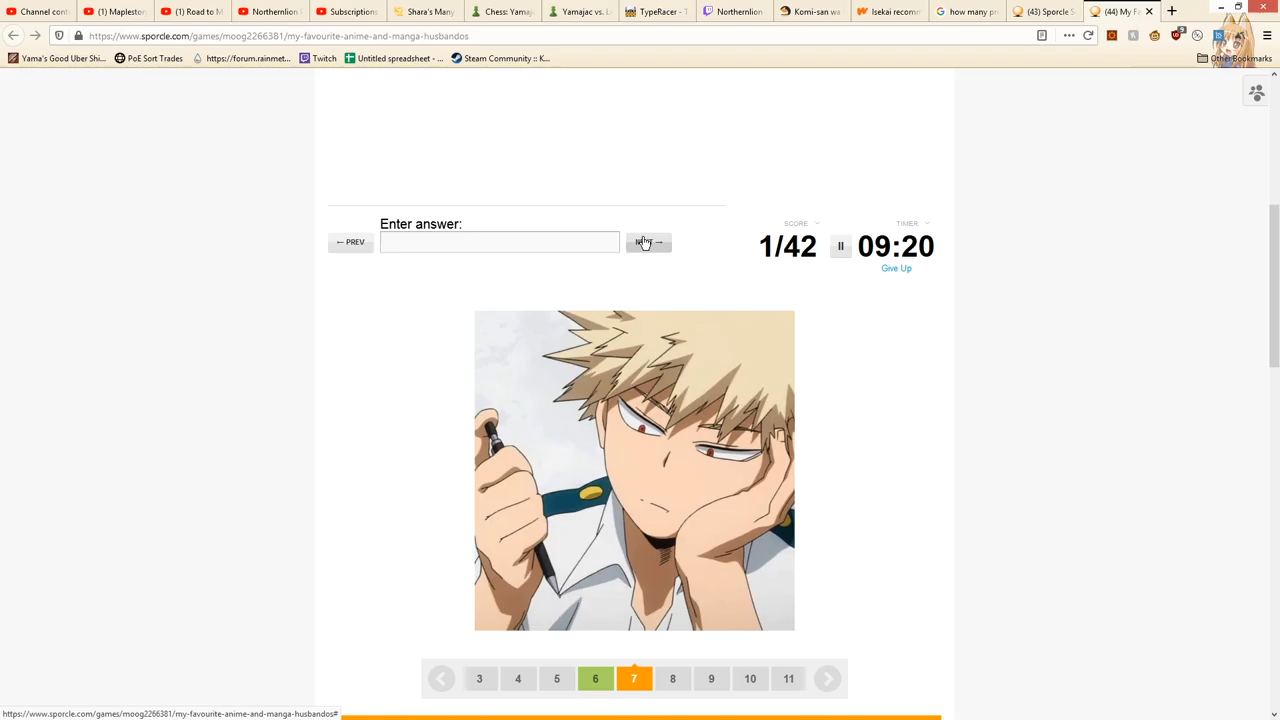 Channel cont
(1) Mapleston
(1) Road to M
Northernlion
Subscriptions
Shara's Many
Chess: Yamaj
Yamajac vs. L
TypeRacer - T
Northernlion
Komi-san wa
Isekai recomm
how many pr
(43) Sporcle S
(44) My Fa
https://www.sporcle.com/games/moog2266381/my-favourite-anime-and-manga-husbandos
Yama's Good Uber Shi...
PoE Sort Trades
https://forum.rainmet...
Twitch
Untitled spreadsheet - ...
Steam Community :: K...
Other Bookmarks
Enter answer:
← PREV
SCORE
1/42
TIMER
09:20
Give Up
3 4 5 6 7 8 9 10 11
https://www.sporcle.com/games/moog2266381/my-favourite-anime-and-manga-husbandos#